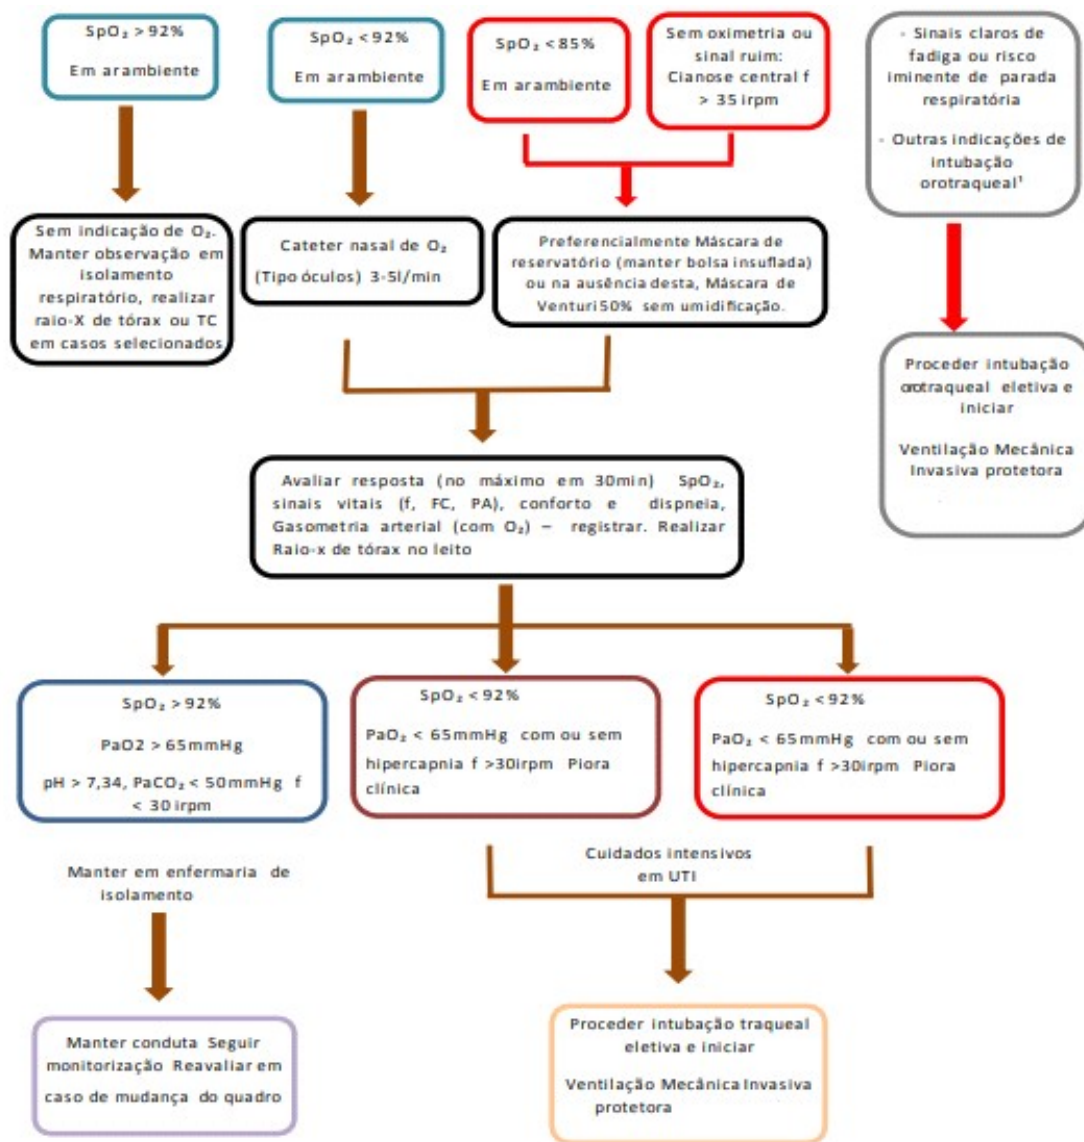 SpO₂ > 92%
Em arambiente
SpO₂ < 92%
Em arambiente
SpO₂ < 85%
Em arambiente
Sem oximetria ou
sinal ruim:
Cianose central f
> 35 irpm
- Sinais claros de
fadiga ou risco
iminente de parada
respiratória
- Outras indicações de
intubação
orotraqueal¹
Sem indicação de O₂.
Manter observação em
isolamento
respiratório, realizar
raio-X de tórax ou TC
em casos selecionados
Cateter nasal de O₂
(Tipo óculos) 3-5l/min
Preferencialmente Máscara de
reservatório (manter bolsa insuflada)
ou na ausência desta, Máscara de
Venturi 50% sem umidificação.
Proceder intubação
orotraqueal eletiva e
iniciar
Ventilação Mecânica
Invasiva protetora
Avaliar resposta (no máximo em 30min) SpO₂,
sinais vitais (f, FC, PA), conforto e dispneia,
Gasometria arterial (com O₂) – registrar. Realizar
Raio-x de tórax no leito
SpO₂ > 92%
PaO2 > 65mmHg
pH > 7,34, PaCO₂ < 50mmHg f
< 30 irpm
SpO₂ < 92%
PaO₂ < 65mmHg com ou sem
hipercapnia f >30irpm Piora
clínica
SpO₂ < 92%
PaO₂ < 65mmHg com ou sem
hipercapnia f >30irpm Piora
clínica
Manter em enfermaria de
isolamento
Cuidados intensivos
em UTI
Manter conduta Seguir
monitorização Reavaliar em
caso de mudança do quadro
Proceder intubação traqueal
eletiva e iniciar
Ventilação Mecânica Invasiva
protetora